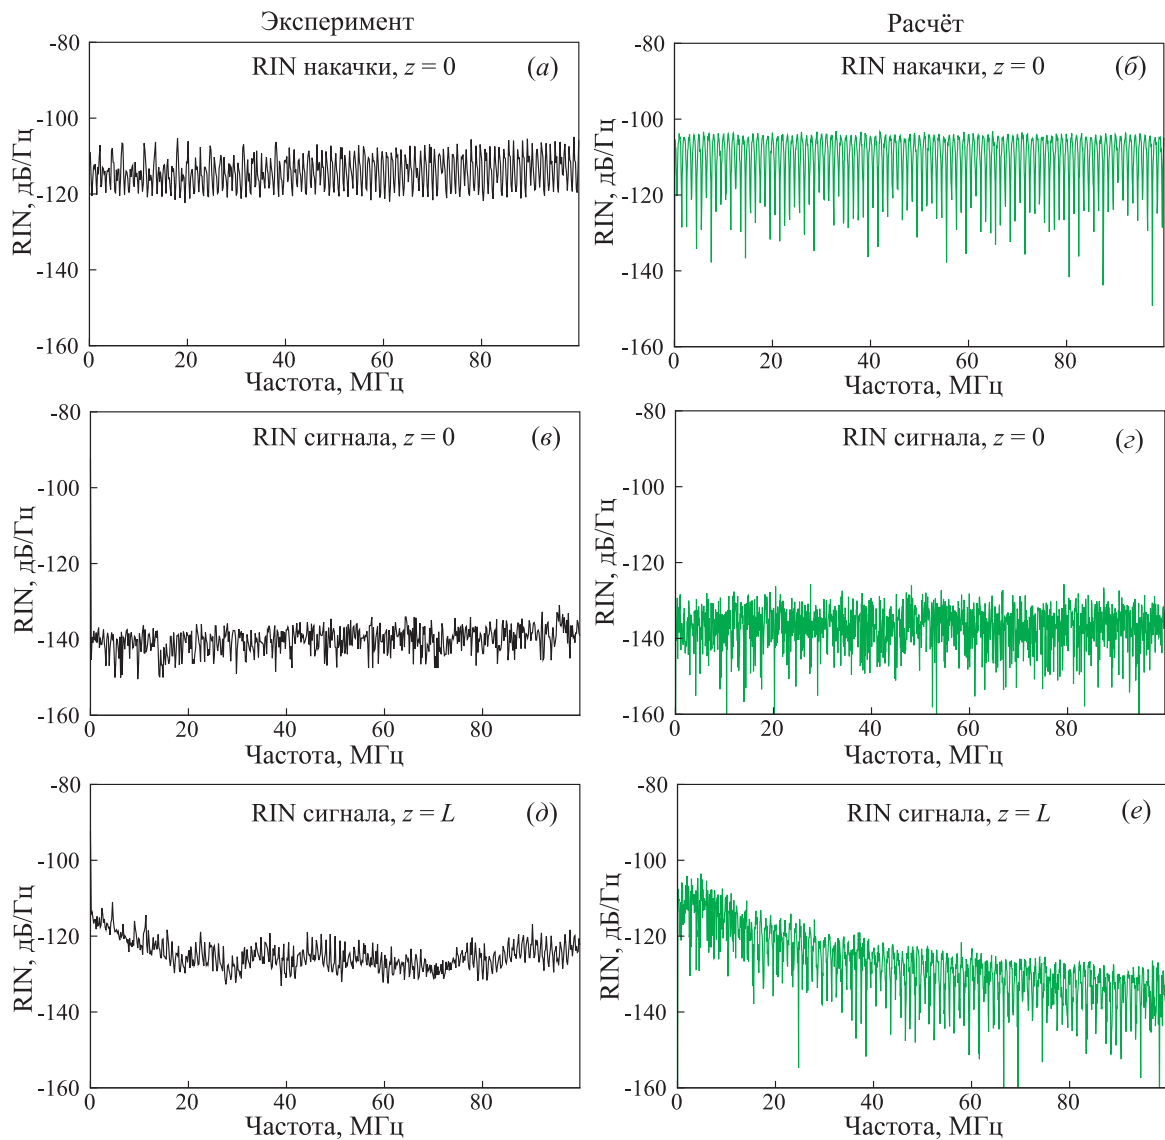 Эксперимент
Расчёт
RIN накачки, z = 0 (а)
RIN, дБ/Гц
-80
-100
-120
-140
-160
0 20 40 60 80
Частота, МГц
RIN накачки, z = 0 (б)
RIN, дБ/Гц
-80
-100
-120
-140
-160
0 20 40 60 80
Частота, МГц
RIN сигнала, z = 0 (в)
RIN, дБ/Гц
-80
-100
-120
-140
-160
0 20 40 60 80
Частота, МГц
RIN сигнала, z = 0 (г)
RIN, дБ/Гц
-80
-100
-120
-140
-160
0 20 40 60 80
Частота, МГц
RIN сигнала, z = L (д)
RIN, дБ/Гц
-80
-100
-120
-140
-160
0 20 40 60 80
Частота, МГц
RIN сигнала, z = L (е)
RIN, дБ/Гц
-80
-100
-120
-140
-160
0 20 40 60 80
Частота, МГц